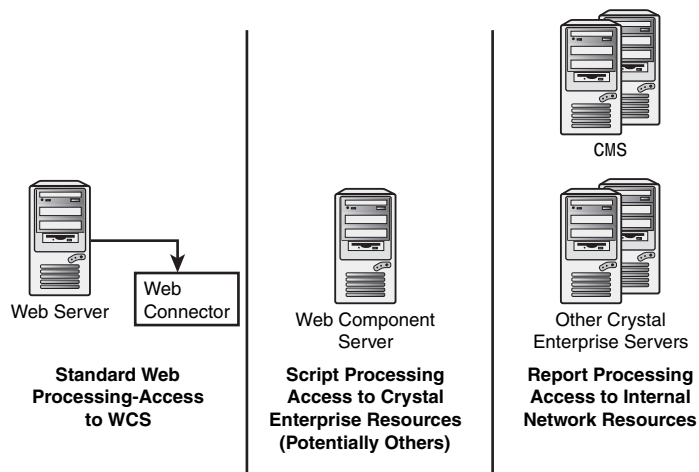 CMS
Web Server
Web
Connector
Web Component
Server
Other Crystal
Enterprise Servers
Standard Web
Processing-Access
to WCS
Script Processing
Access to Crystal
Enterprise Resources
(Potentially Others)
Report Processing
Access to Internal
Network Resources